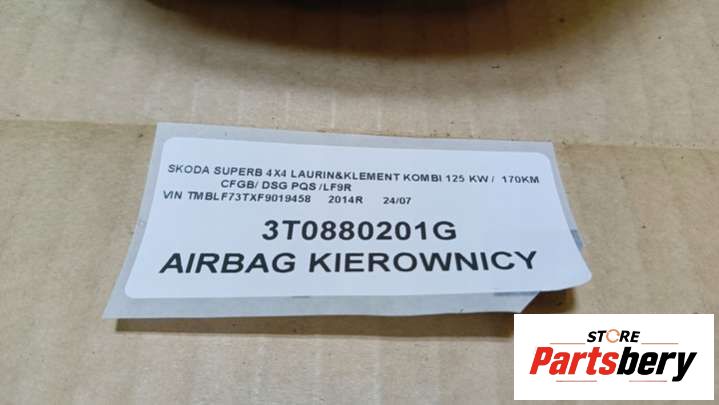 SKODA SUPERB 4X4 LAURIN&KLEMENT KOMBI 125 KW / 170KM
CFGB/ DSG PQS /LF9R
VIN TMBLF73TXF9019458 2014R 24/07
3T0880201G
AIRBAG KIEROWNICY
STORE
Partsbery